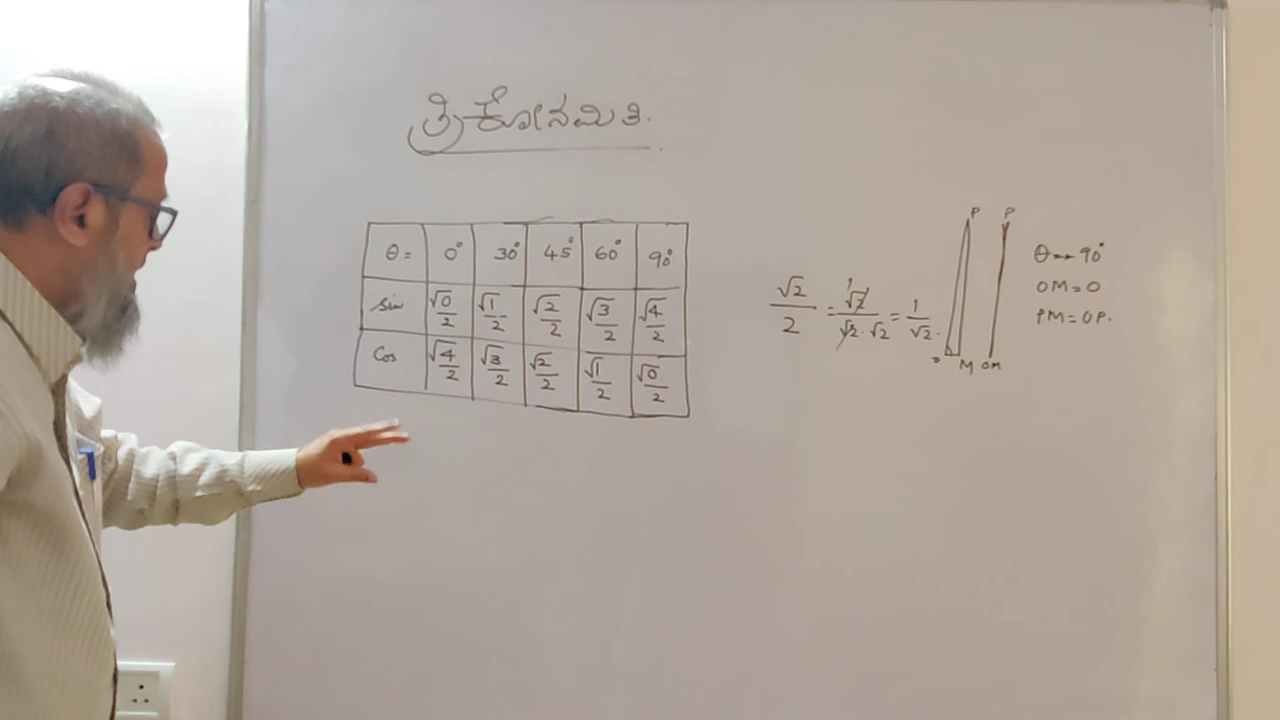 ತ್ರಿಕೋನಮಿತಿ.
θ = 0° 30° 45° 60° 90°
sin √0/2 √1/2 √2/2 √3/2 √4/2
Cos √4/2 √3/2 √2/2 √1/2 √0/2
√2/2 = 1√2/√2·√2 = 1/√2.
P P
O M OM
θ→90°
OM=0
PM=OP.